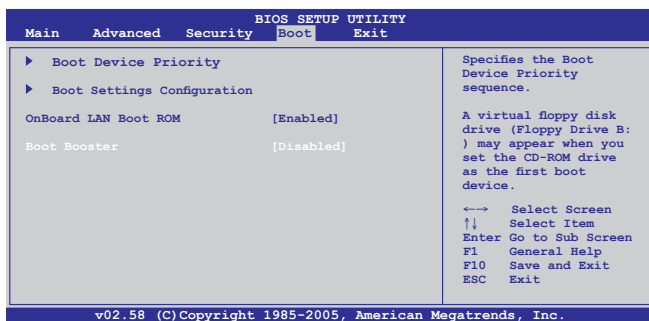 BIOS SETUP UTILITY
Main Advanced Security Boot Exit
Boot Device Priority
Boot Settings Configuration
OnBoard LAN Boot ROM [Enabled]
Boot Booster [Disabled]
Specifies the Boot
Device Priority
sequence.
A virtual floppy disk
drive (Floppy Drive B:
) may appear when you
set the CD-ROM drive
as the first boot
device.
←→ Select Screen
↑↓ Select Item
Enter Go to Sub Screen
F1 General Help
F10 Save and Exit
ESC Exit
v02.58 (C)Copyright 1985-2005, American Megatrends, Inc.